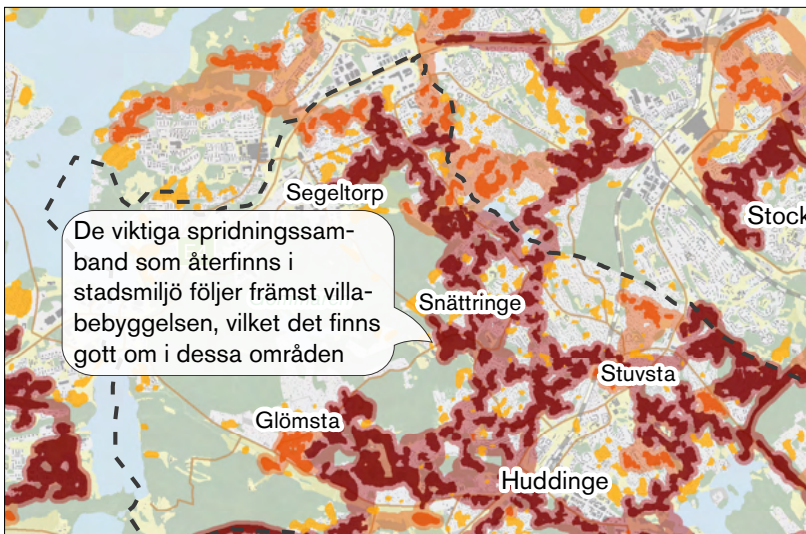 Segeltorp
Stock
De viktiga spridningssam-
band som återfinns i
stadsmiljö följer främst villa-
bebyggelsen, vilket det finns
gott om i dessa områden
Snättringe
Stuvsta
Glömsta
Huddinge